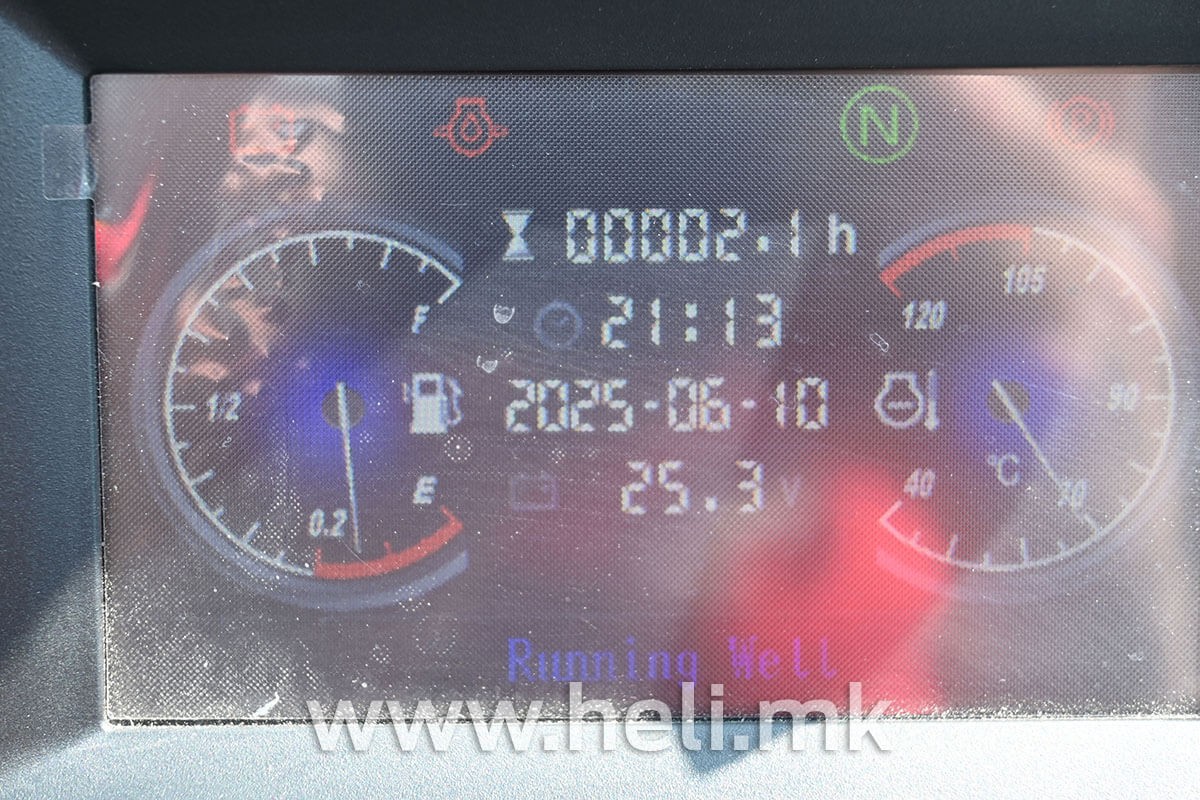 N
00002.1 h
F
105
120
21:13
1/2
2025-06-10
90
E
40
°C
70
25.3 V
0.2
Running Well
www.heli.mk